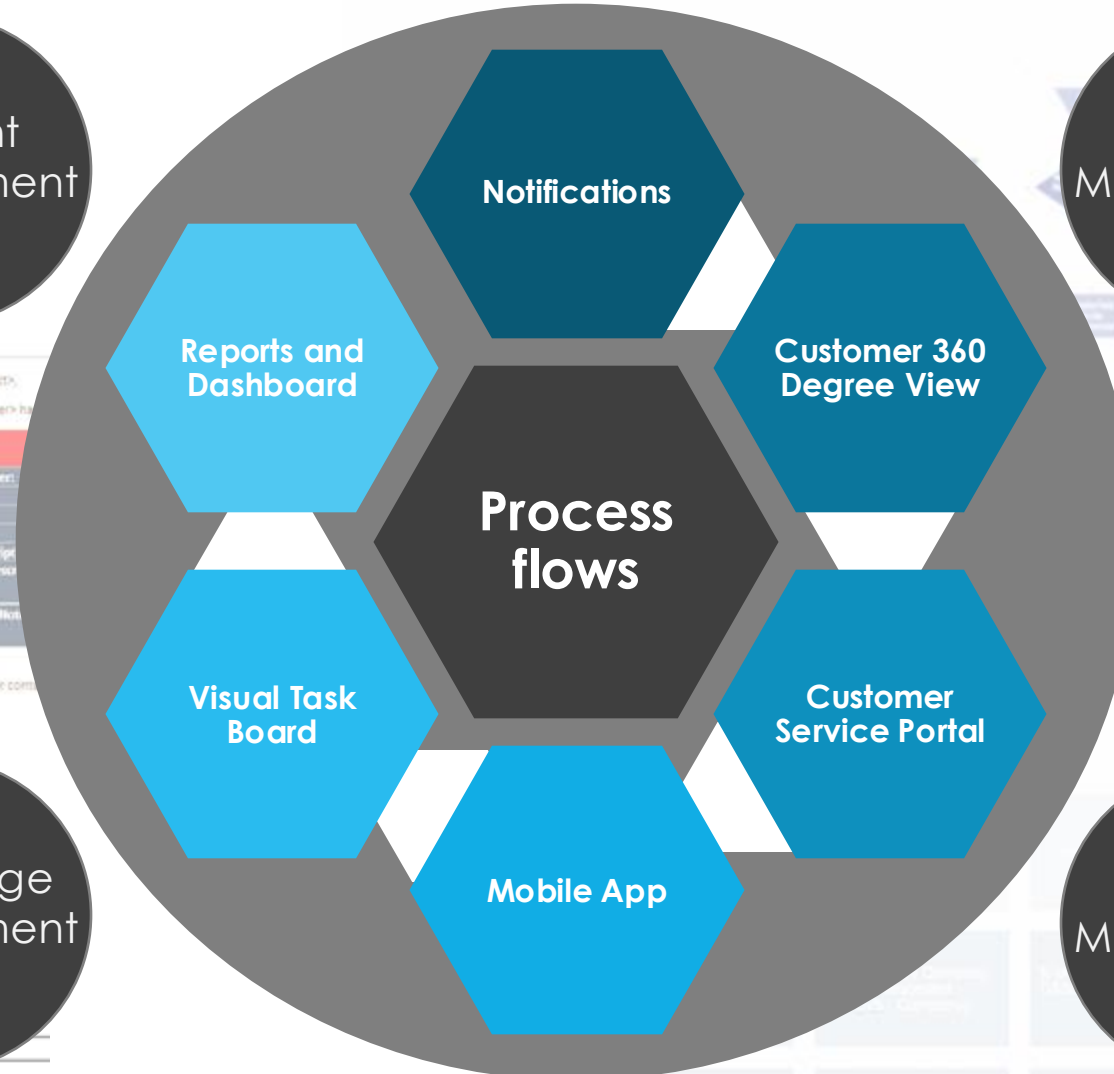 Notifications
Reports and
Dashboard
Customer 360
Degree View
Process
flows
Visual Task
Board
Customer
Service Portal
Mobile App